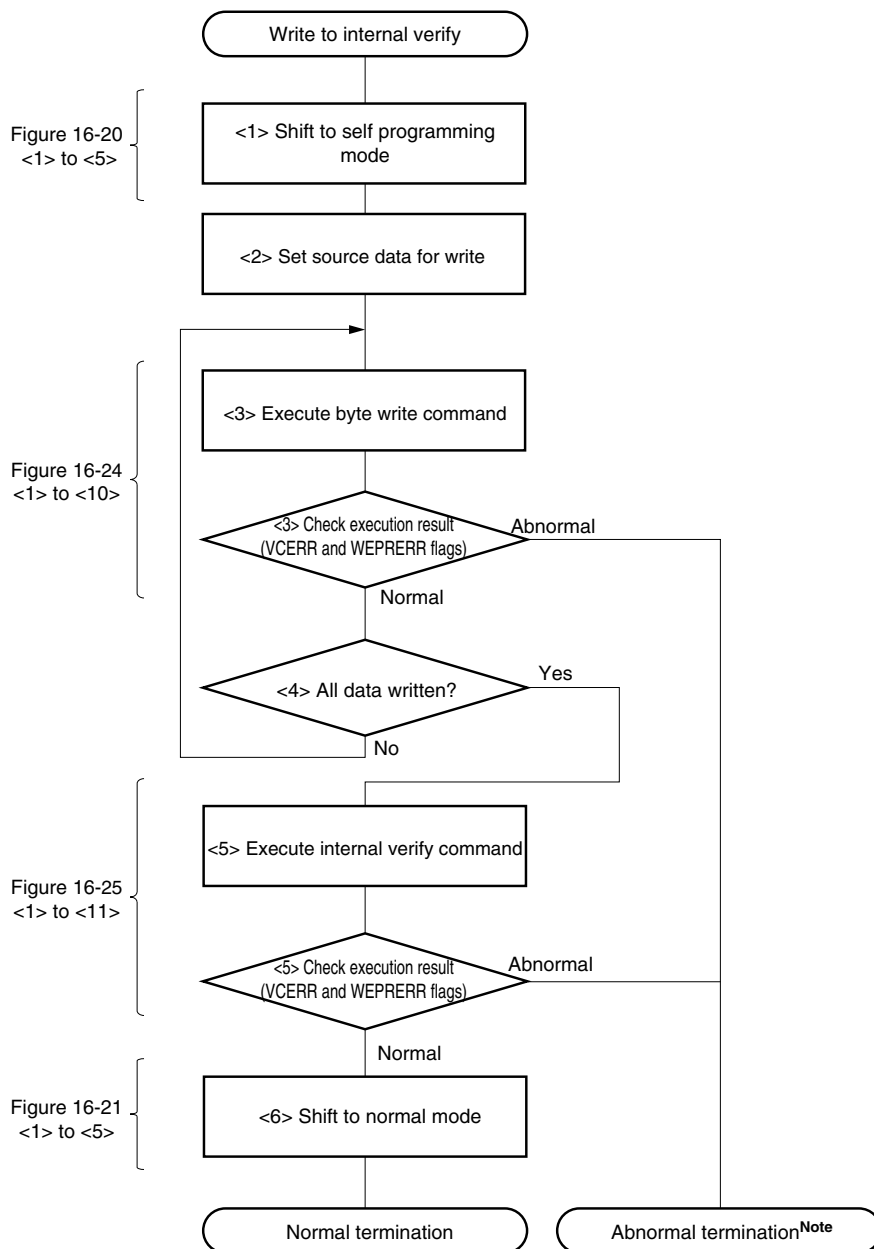 Write to internal verify
Figure 16-20
<1> to <5>
<1> Shift to self programming
mode
<2> Set source data for write
Figure 16-24
<1> to <10>
<3> Execute byte write command
<3> Check execution result
(VCERR and WEPRERR flags)
Abnormal
Normal
<4> All data written?
Yes
No
Figure 16-25
<1> to <11>
<5> Execute internal verify command
<5> Check execution result
(VCERR and WEPRERR flags)
Abnormal
Normal
Figure 16-21
<1> to <5>
<6> Shift to normal mode
Normal termination
Abnormal terminationNote